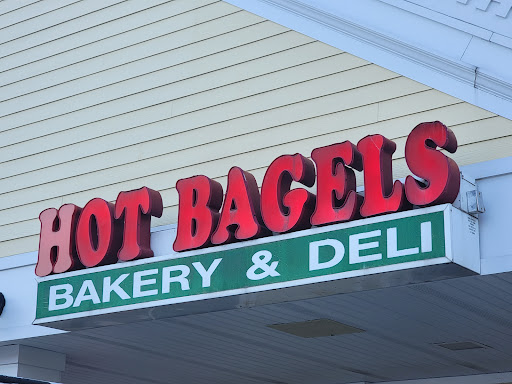 HOT BAGELS
BAKERY & DELI